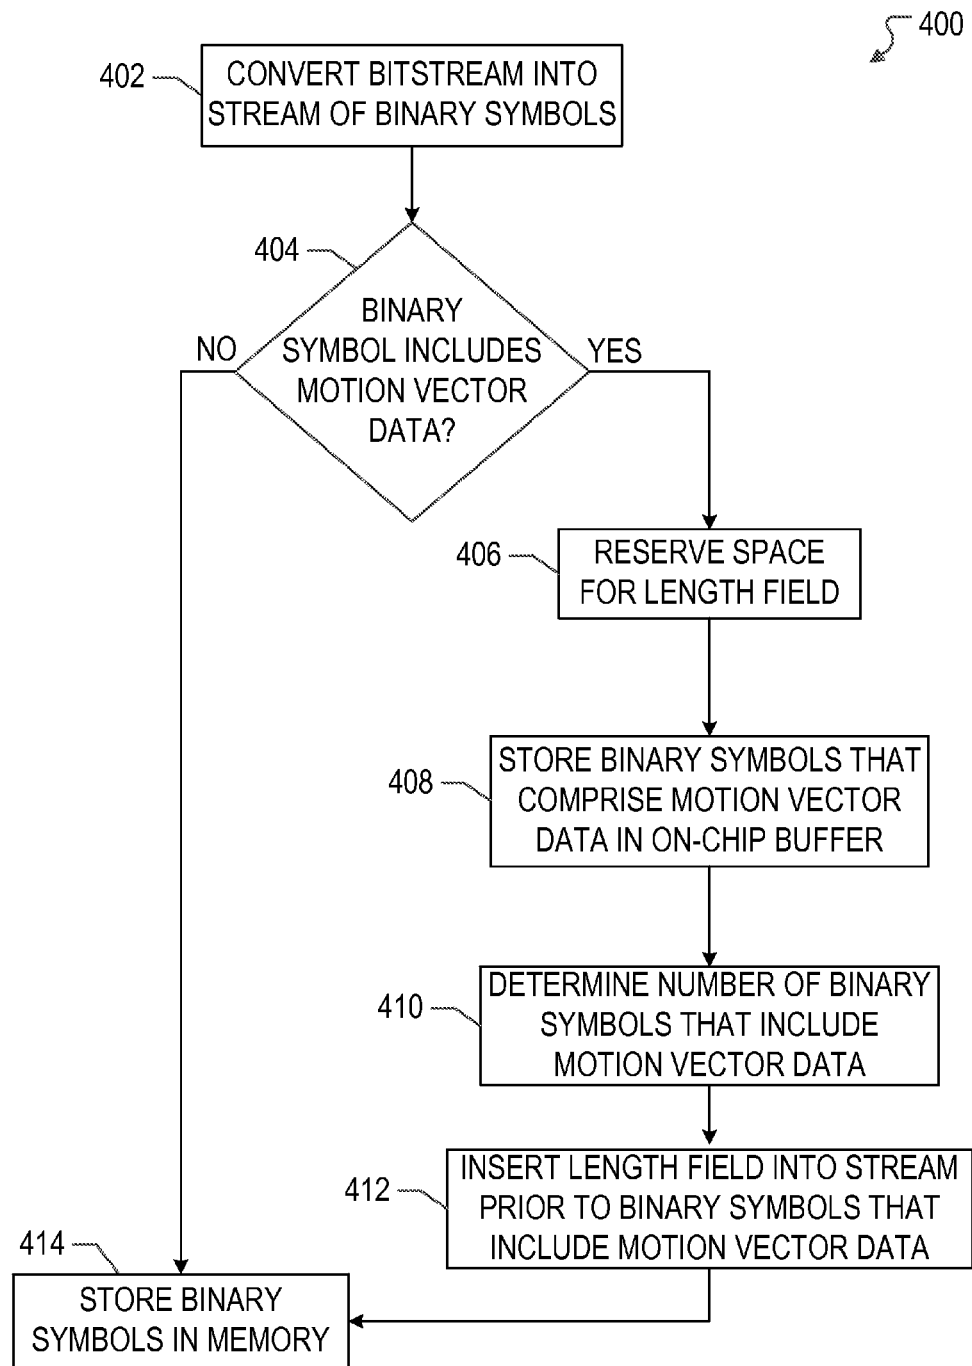 400
402
CONVERT BITSTREAM INTO
STREAM OF BINARY SYMBOLS
404
BINARY
SYMBOL INCLUDES
MOTION VECTOR
DATA?
NO
YES
406
RESERVE SPACE
FOR LENGTH FIELD
408
STORE BINARY SYMBOLS THAT
COMPRISE MOTION VECTOR
DATA IN ON-CHIP BUFFER
410
DETERMINE NUMBER OF BINARY
SYMBOLS THAT INCLUDE
MOTION VECTOR DATA
412
INSERT LENGTH FIELD INTO STREAM
PRIOR TO BINARY SYMBOLS THAT
INCLUDE MOTION VECTOR DATA
414
STORE BINARY
SYMBOLS IN MEMORY